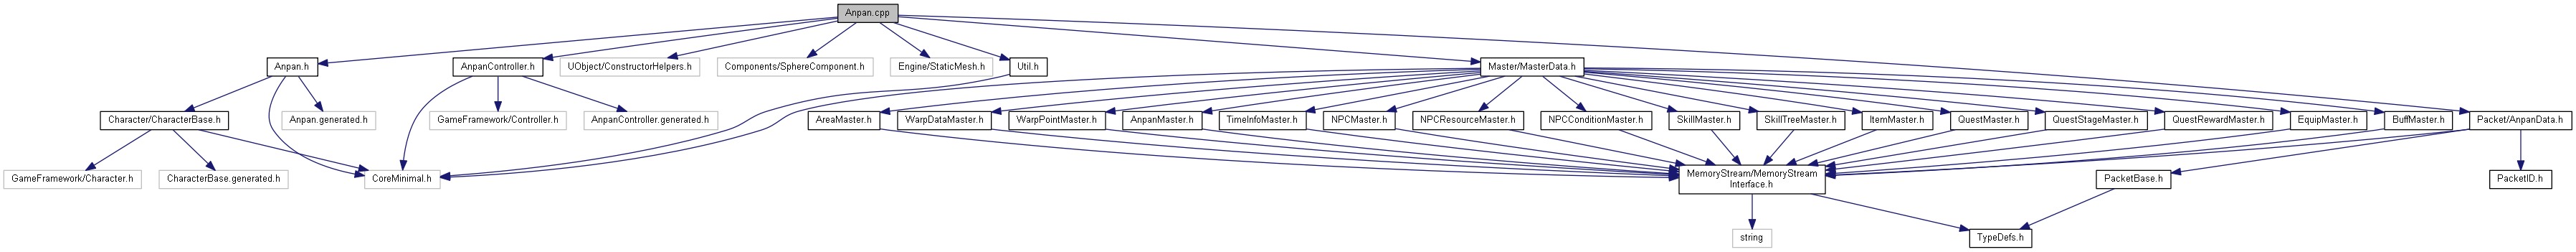 Anpan.cpp
Anpan.h
AnpanController.h
UObject/ConstructorHelpers.h
Components/SphereComponent.h
Engine/StaticMesh.h
Util.h
Master/MasterData.h
Character/CharacterBase.h
Anpan.generated.h
GameFramework/Controller.h
AnpanController.generated.h
AreaMaster.h
WarpDataMaster.h
WarpPointMaster.h
AnpanMaster.h
TimeInfoMaster.h
NPCMaster.h
NPCResourceMaster.h
NPCConditionMaster.h
SkillMaster.h
SkillTreeMaster.h
ItemMaster.h
QuestMaster.h
QuestStageMaster.h
QuestRewardMaster.h
EquipMaster.h
BuffMaster.h
Packet/AnpanData.h
GameFramework/Character.h
CharacterBase.generated.h
CoreMinimal.h
MemoryStream/MemoryStream
Interface.h
PacketBase.h
PacketID.h
string
TypeDefs.h